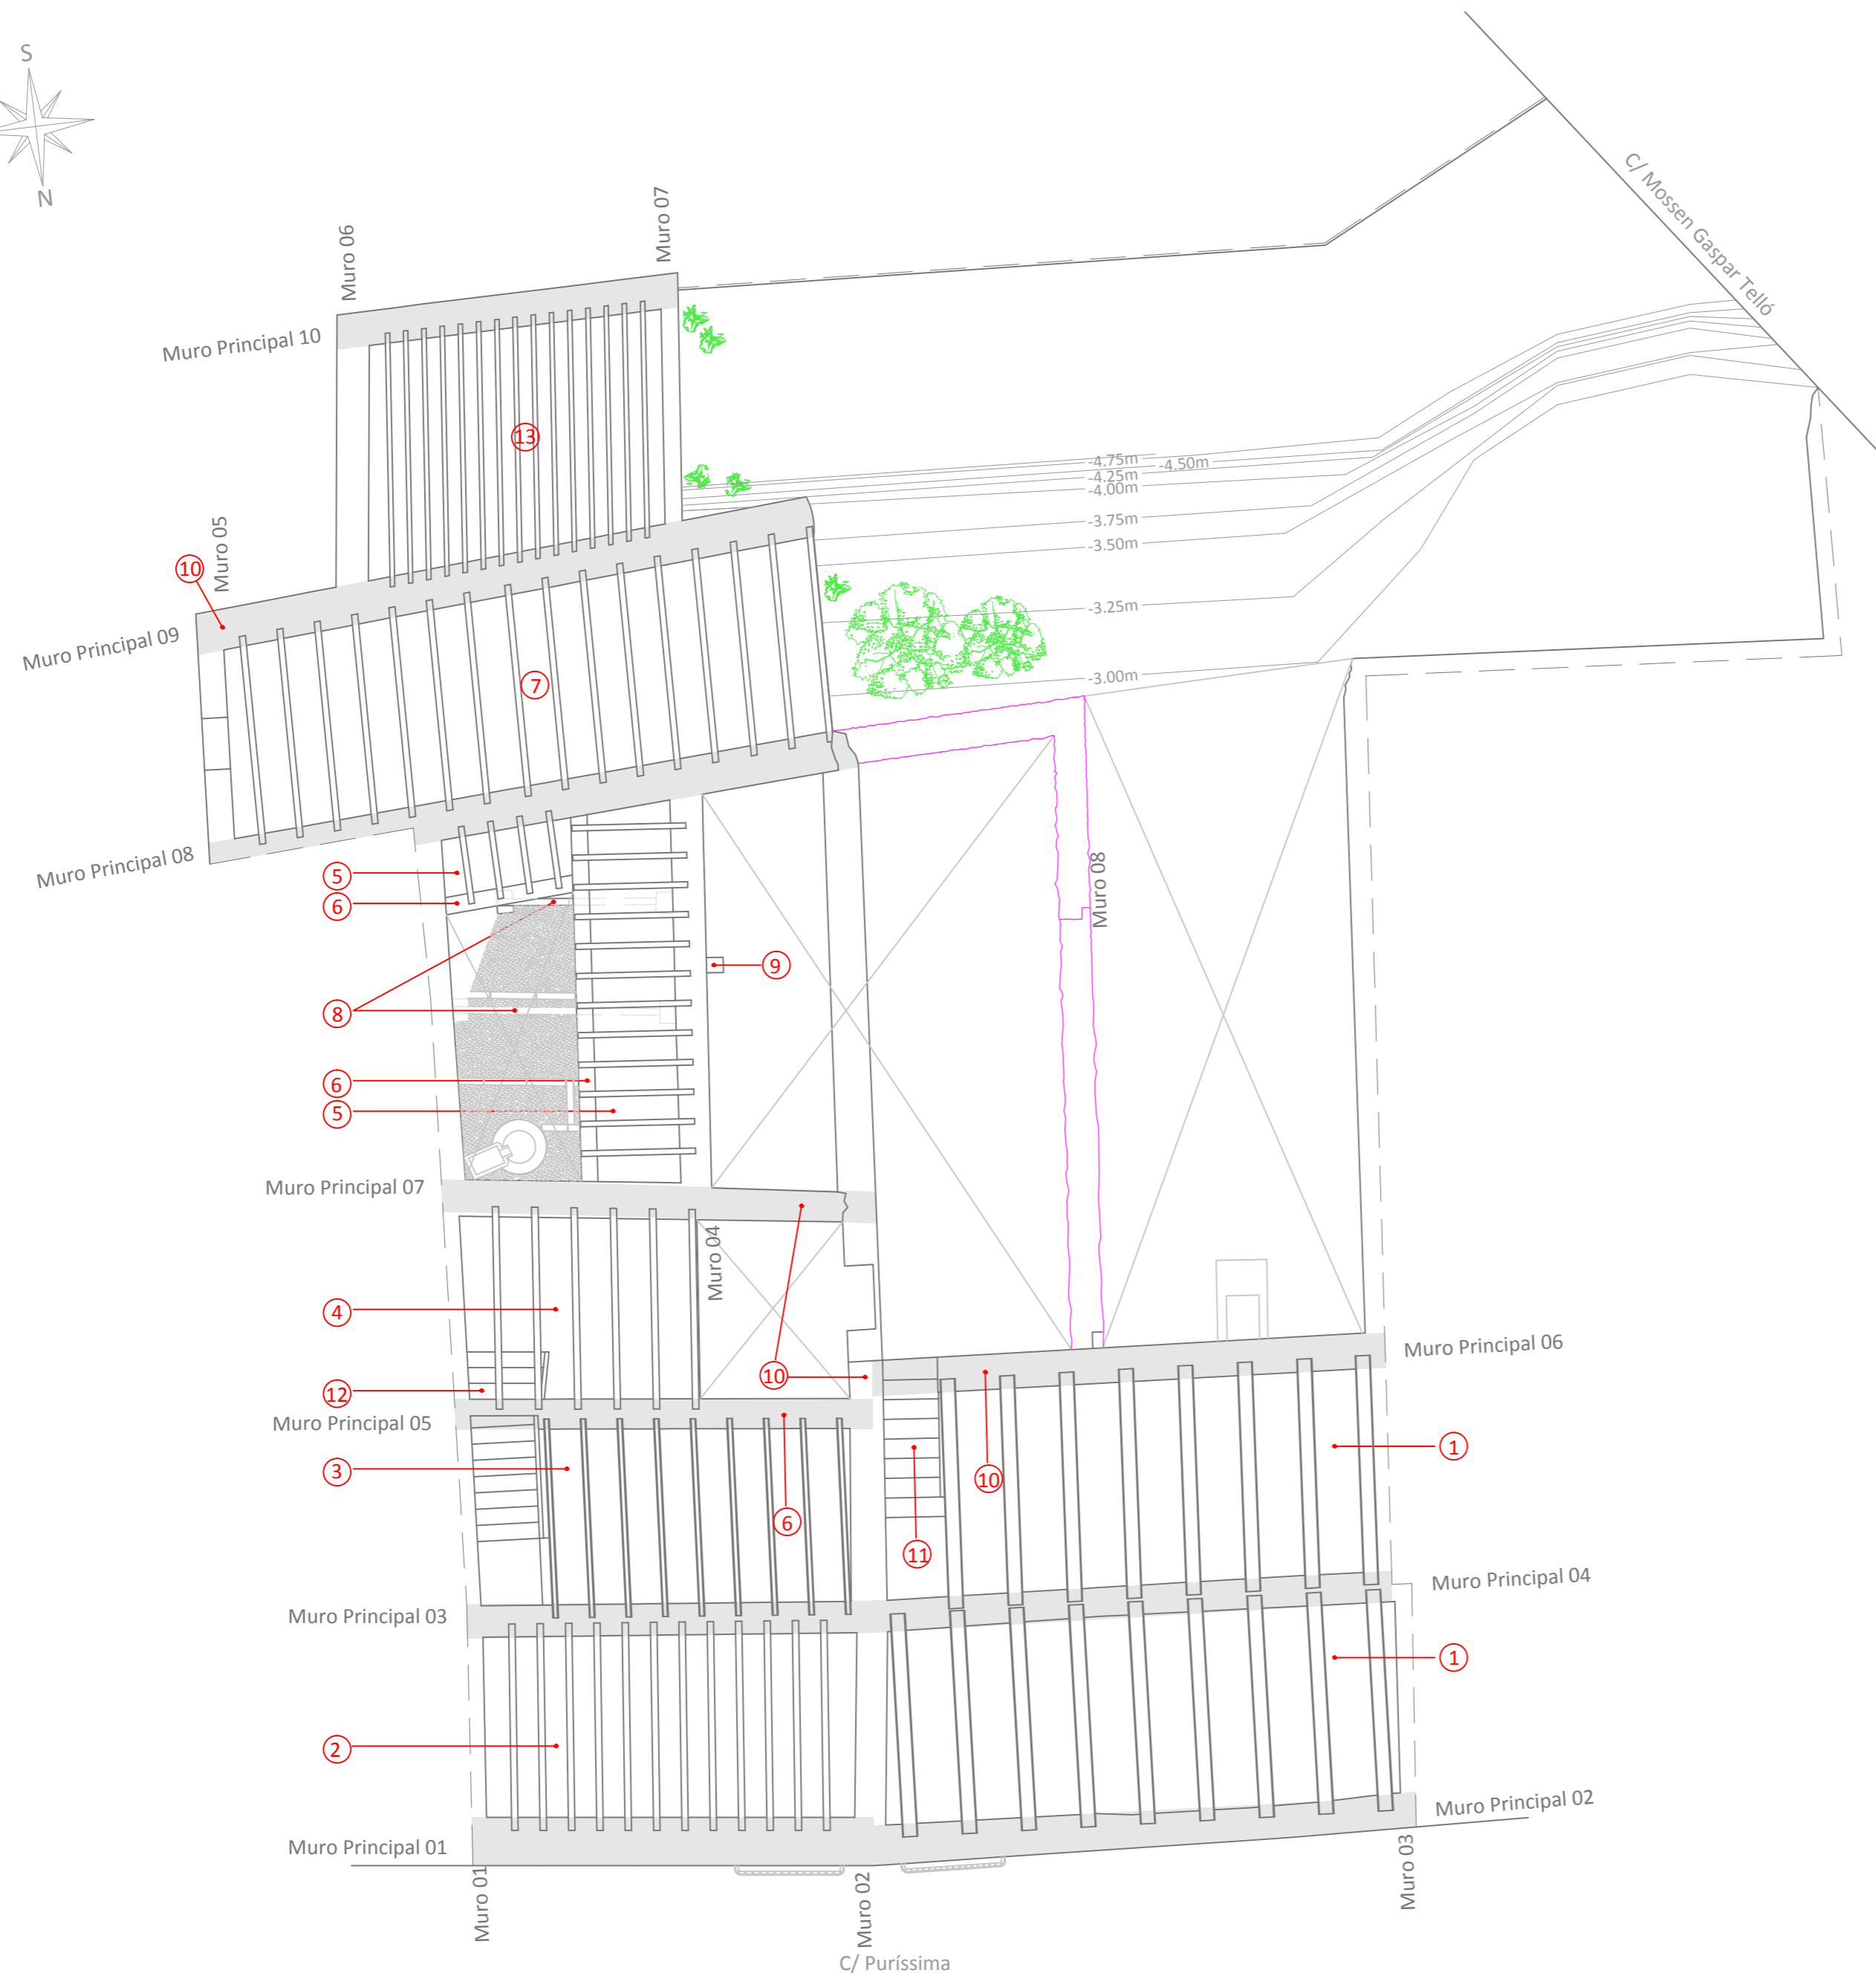 S
N
C/ Mossen Gaspar Telló
Muro 07
Muro 06
Muro Principal 10
13
-4.75m
-4.50m
-4.25m
-4.00m
-3.75m
-3.50m
-3.25m
-3.00m
Muro 05
10
Muro Principal 09
7
Muro Principal 08
5
6
8
9
Muro 08
6
5
Muro Principal 07
Muro 04
4
10
12
Muro Principal 05
Muro Principal 06
3
6
10
11
1
Muro Principal 04
Muro Principal 03
1
2
Muro Principal 02
Muro Principal 01
Muro 01
Muro 02
Muro 03
C/ Puríssima